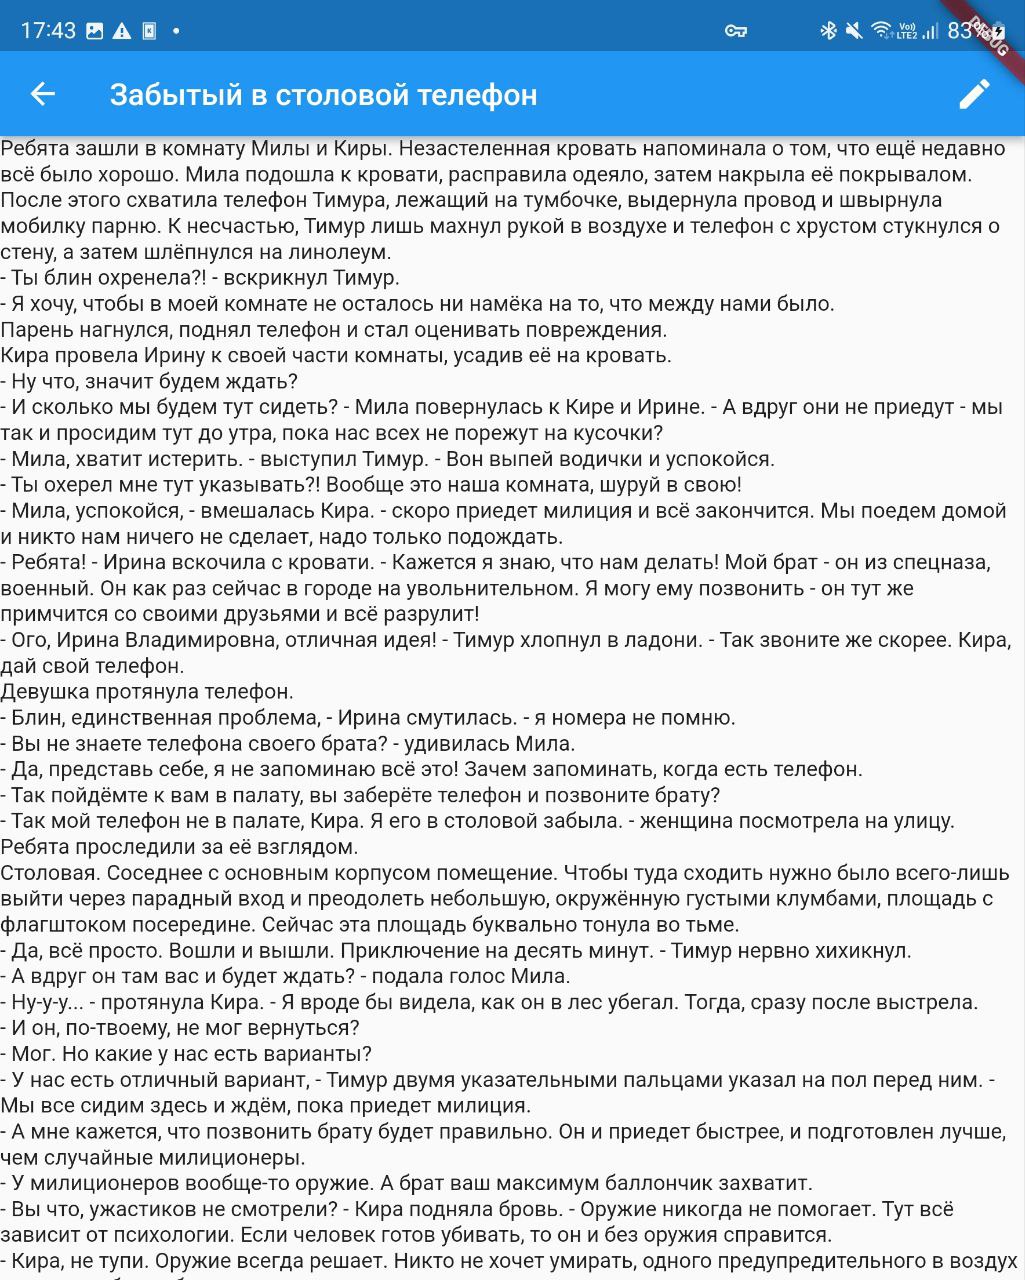 17:43
Vo))
LTE2
83%
DEBUG
Забытый в столовой телефон
Ребята зашли в комнату Милы и Киры. Незастеленная кровать напоминала о том, что ещё недавно
всё было хорошо. Мила подошла к кровати, расправила одеяло, затем накрыла её покрывалом.
После этого схватила телефон Тимура, лежащий на тумбочке, выдернула провод и швырнула
мобилку парню. К несчастью, Тимур лишь махнул рукой в воздухе и телефон с хрустом стукнулся о
стену, а затем шлёпнулся на линолеум.
- Ты блин охренела?! - вскрикнул Тимур.
- Я хочу, чтобы в моей комнате не осталось ни намёка на то, что между нами было.
Парень нагнулся, поднял телефон и стал оценивать повреждения.
Кира провела Ирину к своей части комнаты, усадив её на кровать.
- Ну что, значит будем ждать?
- И сколько мы будем тут сидеть? - Мила повернулась к Кире и Ирине. - А вдруг они не приедут - мы
так и просидим тут до утра, пока нас всех не порежут на кусочки?
- Мила, хватит истерить. - выступил Тимур. - Вон выпей водички и успокойся.
- Ты охерел мне тут указывать?! Вообще это наша комната, шуруй в свою!
- Мила, успокойся, - вмешалась Кира. - скоро приедет милиция и всё закончится. Мы поедем домой
и никто нам ничего не сделает, надо только подождать.
- Ребята! - Ирина вскочила с кровати. - Кажется я знаю, что нам делать! Мой брат - он из спецназа,
военный. Он как раз сейчас в городе на увольнительном. Я могу ему позвонить - он тут же
примчится со своими друзьями и всё разрулит!
- Ого, Ирина Владимировна, отличная идея! - Тимур хлопнул в ладони. - Так звоните же скорее. Кира,
дай свой телефон.
Девушка протянула телефон.
- Блин, единственная проблема, - Ирина смутилась. - я номера не помню.
- Вы не знаете телефона своего брата? - удивилась Мила.
- Да, представь себе, я не запоминаю всё это! Зачем запоминать, когда есть телефон.
- Так пойдёмте к вам в палату, вы заберёте телефон и позвоните брату?
- Так мой телефон не в палате, Кира. Я его в столовой забыла. - женщина посмотрела на улицу.
Ребята проследили за её взглядом.
Столовая. Соседнее с основным корпусом помещение. Чтобы туда сходить нужно было всего-лишь
выйти через парадный вход и преодолеть небольшую, окружённую густыми клумбами, площадь с
флагштоком посередине. Сейчас эта площадь буквально тонула во тьме.
- Да, всё просто. Вошли и вышли. Приключение на десять минут. - Тимур нервно хихикнул.
- А вдруг он там вас и будет ждать? - подала голос Мила.
- Ну-у-у... - протянула Кира. - Я вроде бы видела, как он в лес убегал. Тогда, сразу после выстрела.
- И он, по-твоему, не мог вернуться?
- Мог. Но какие у нас есть варианты?
- У нас есть отличный вариант, - Тимур двумя указательными пальцами указал на пол перед ним. -
Мы все сидим здесь и ждём, пока приедет милиция.
- А мне кажется, что позвонить брату будет правильно. Он и приедет быстрее, и подготовлен лучше,
чем случайные милиционеры.
- У милиционеров вообще-то оружие. А брат ваш максимум баллончик захватит.
- Вы что, ужастиков не смотрели? - Кира подняла бровь. - Оружие никогда не помогает. Тут всё
зависит от психологии. Если человек готов убивать, то он и без оружия справится.
- Кира, не тупи. Оружие всегда решает. Никто не хочет умирать, одного предупредительного в воздух